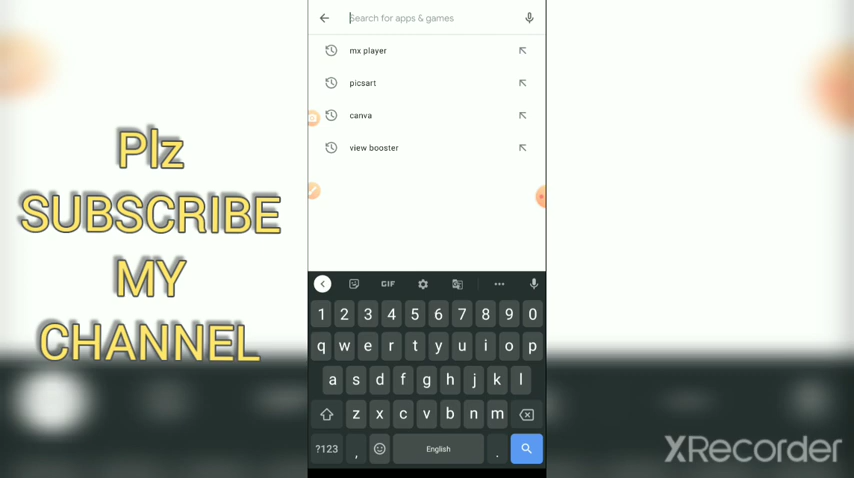 Plz
SUBSCRIBE
MY
CHANNEL
Search for apps & games
mx player
picsart
canva
view booster
GIF
1 2 3 4 5 6 7 8 9 0
q w e r t y u i o p
a s d f g h j k l
z x c v b n m
?123 , English .
XRecorder